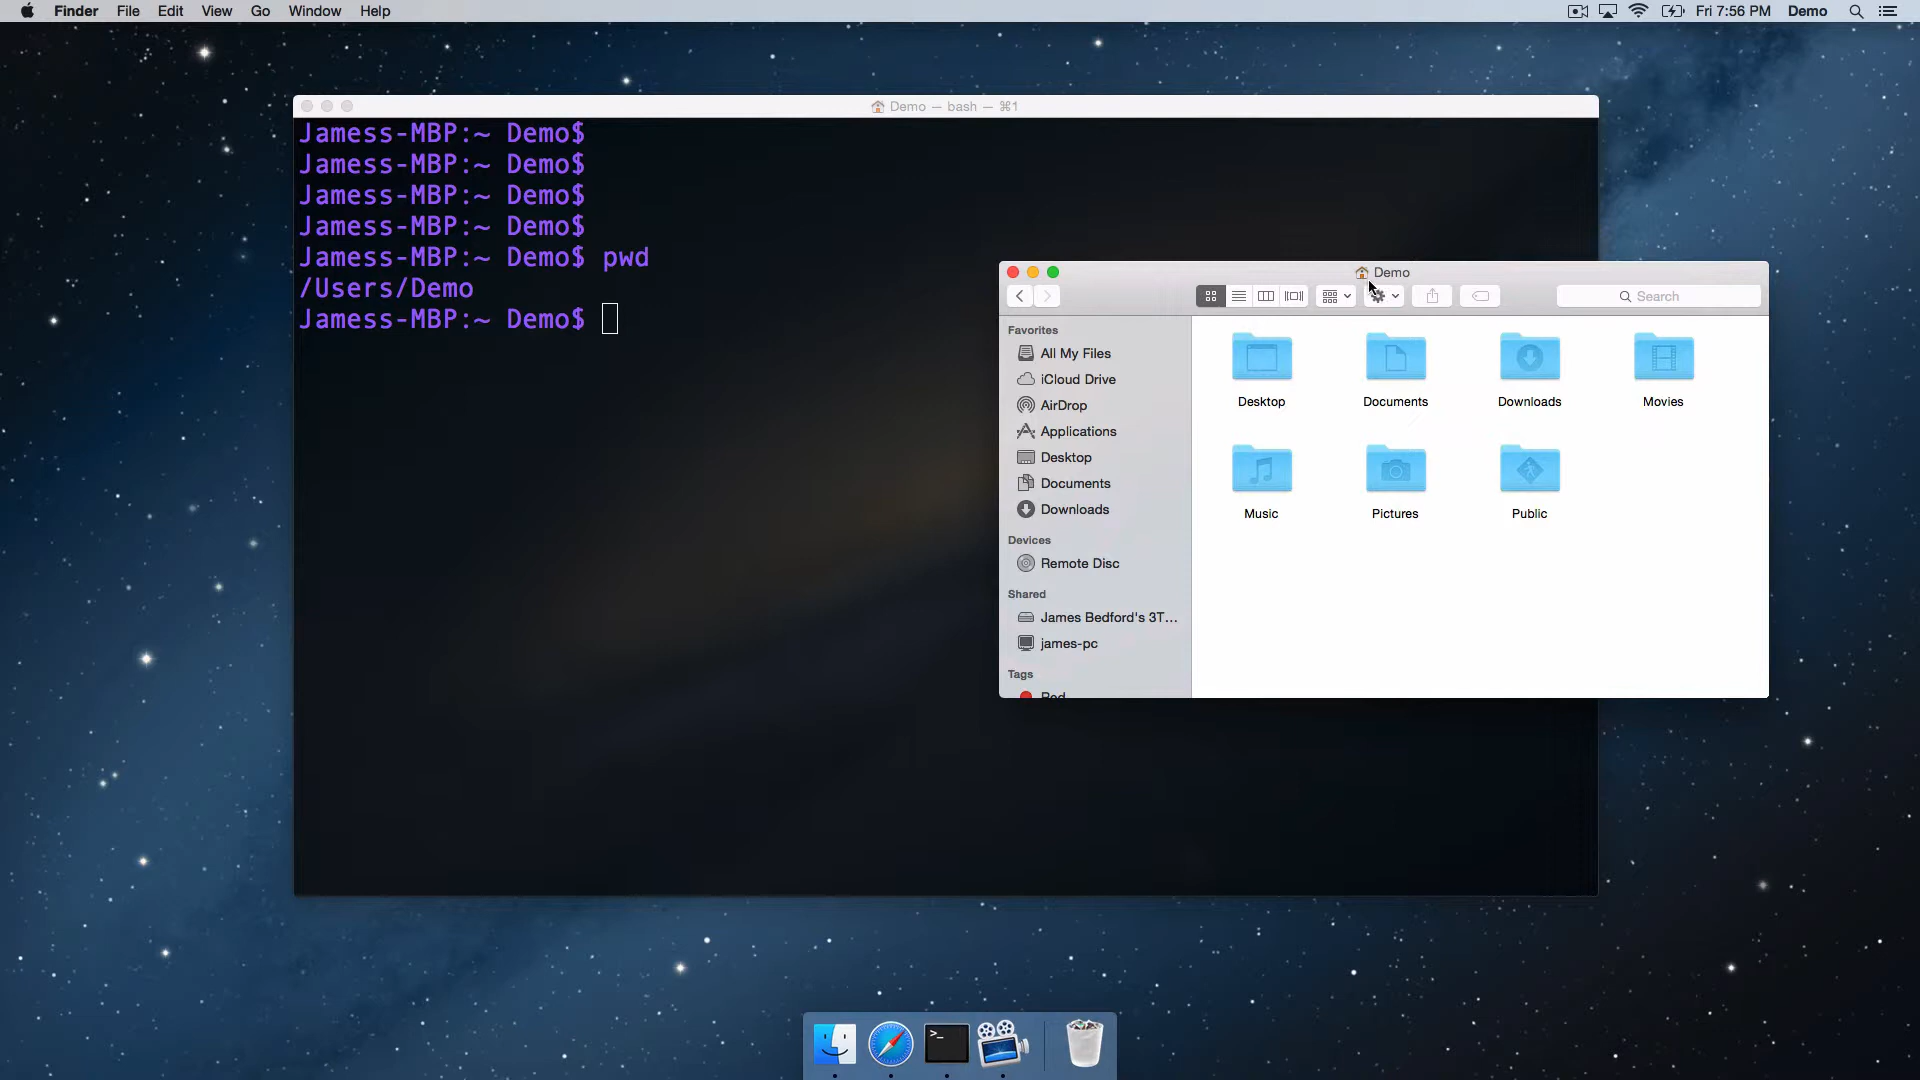 Finder File Edit View Go Window Help
Fri 7:56 PM Demo
Demo — bash — ⌘1
Jamess-MBP:~ Demo$
Jamess-MBP:~ Demo$
Jamess-MBP:~ Demo$
Jamess-MBP:~ Demo$
Jamess-MBP:~ Demo$ pwd
/Users/Demo
Jamess-MBP:~ Demo$
Demo
Search
Favorites
All My Files
iCloud Drive
AirDrop
Applications
Desktop
Documents
Downloads
Devices
Remote Disc
Shared
James Bedford's 3T...
james-pc
Tags
Red
Desktop Documents Downloads Movies
Music Pictures Public
>_